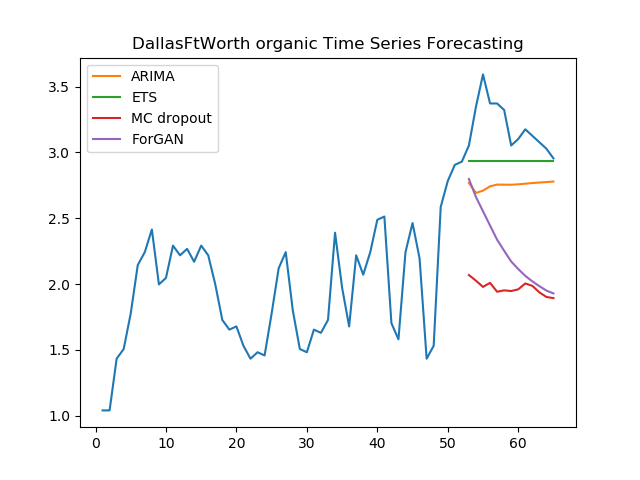 DallasFtWorth organic Time Series Forecasting
ARIMA
ETS
MC dropout
ForGAN
3.5
3.0
2.5
2.0
1.5
1.0
0 10 20 30 40 50 60